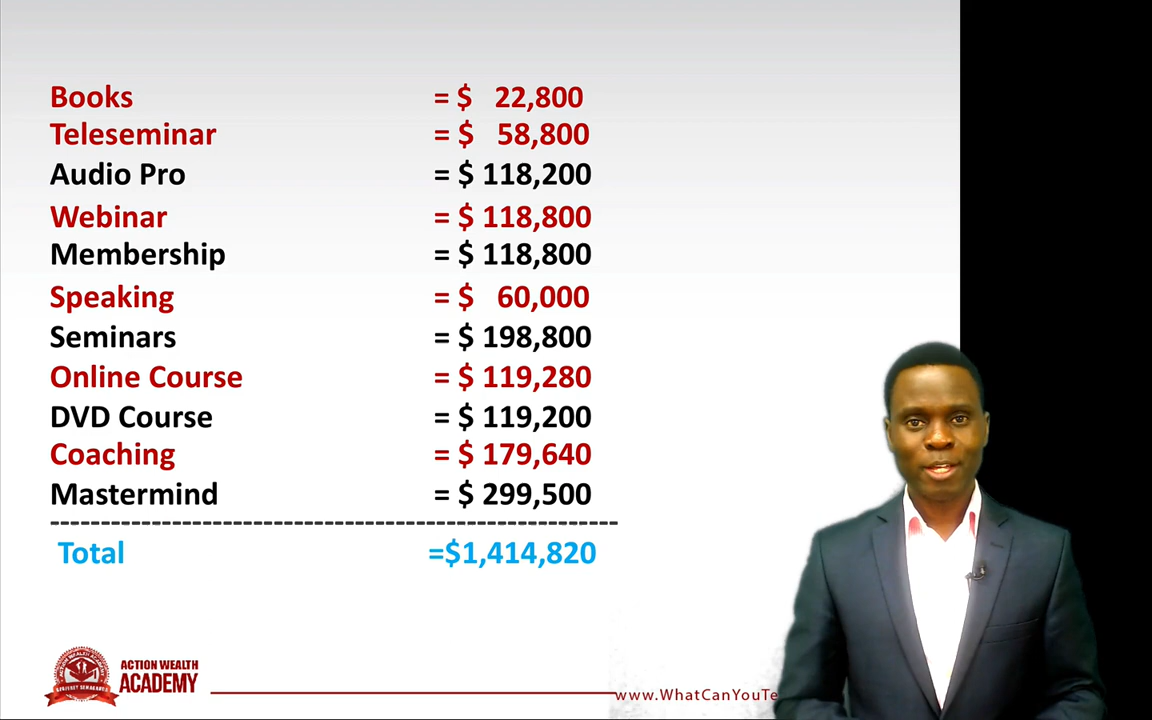 Books = $ 22,800
Teleseminar = $ 58,800
Audio Pro = $ 118,200
Webinar = $ 118,800
Membership = $ 118,800
Speaking = $ 60,000
Seminars = $ 198,800
Online Course = $ 119,280
DVD Course = $ 119,200
Coaching = $ 179,640
Mastermind = $ 299,500
Total =$1,414,820
ACTION WEALTH
ACADEMY
www.WhatCanYouTe